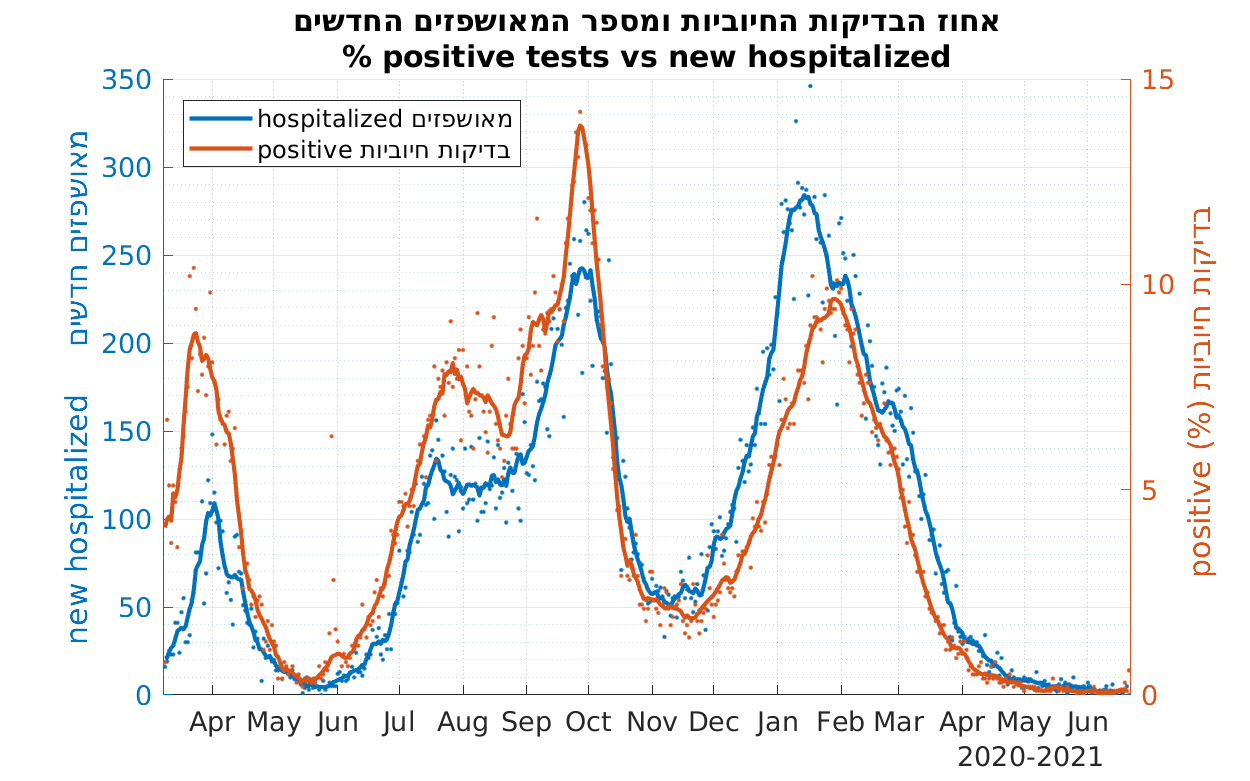 אחוז הבדיקות החיוביות ומספר המאושפזים החדשים
% positive tests vs new hospitalized
hospitalized מאושפזים
positive בדיקות חיוביות
350
300
250
200
150
100
50
0
new hospitalized מאושפזים חדשים
15
10
5
0
positive (%) בדיקות חיוביות
Apr May Jun Jul Aug Sep Oct Nov Dec Jan Feb Mar Apr May Jun
2020-2021